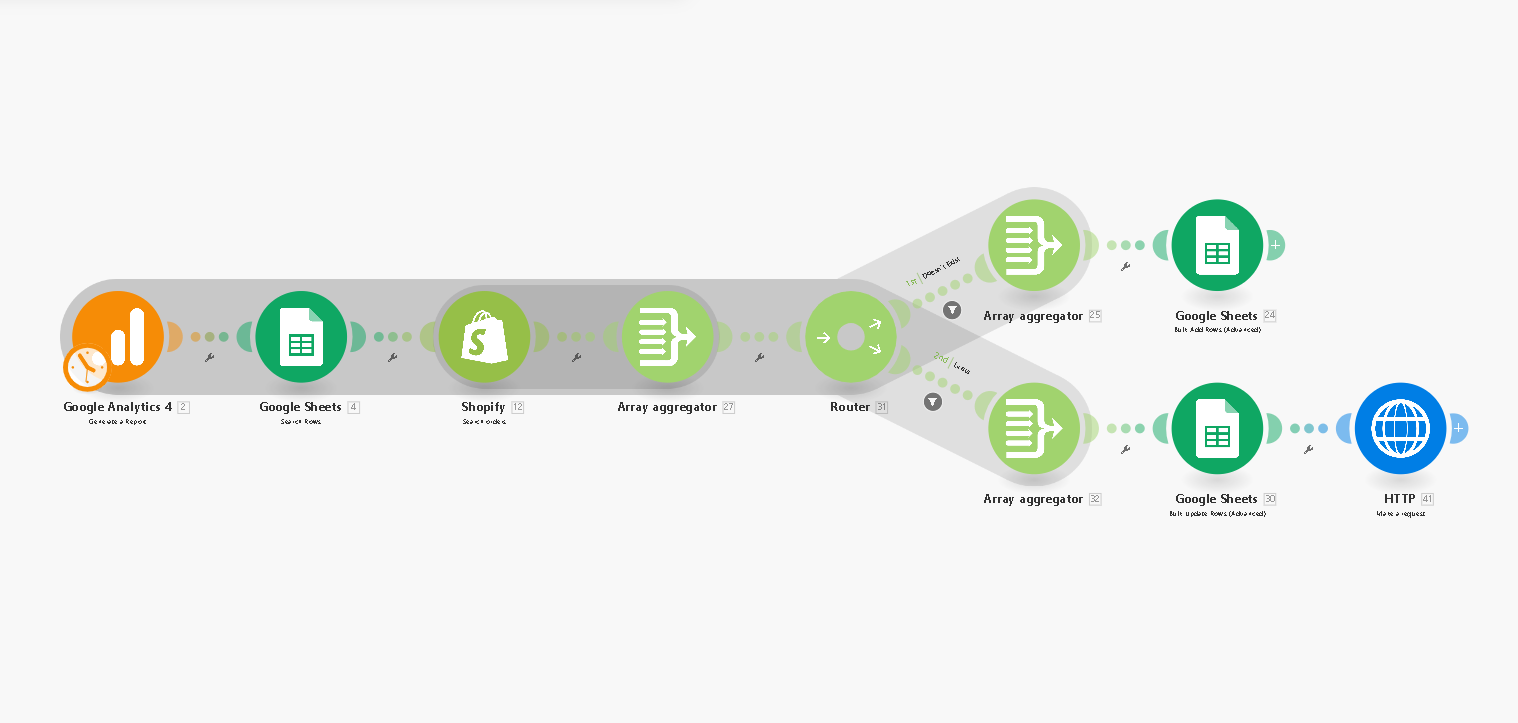 1st | Doesn't Exist
Array aggregator 25
Google Sheets 24
Bulk Add Rows (Advanced)
2nd | Exists
Google Analytics 4 2
Generate a Report
Google Sheets 4
Search Rows
Shopify 12
Search orders
Array aggregator 27
Router 31
Array aggregator 32
Google Sheets 30
Bulk Update Rows (Advanced)
HTTP 41
Make a request